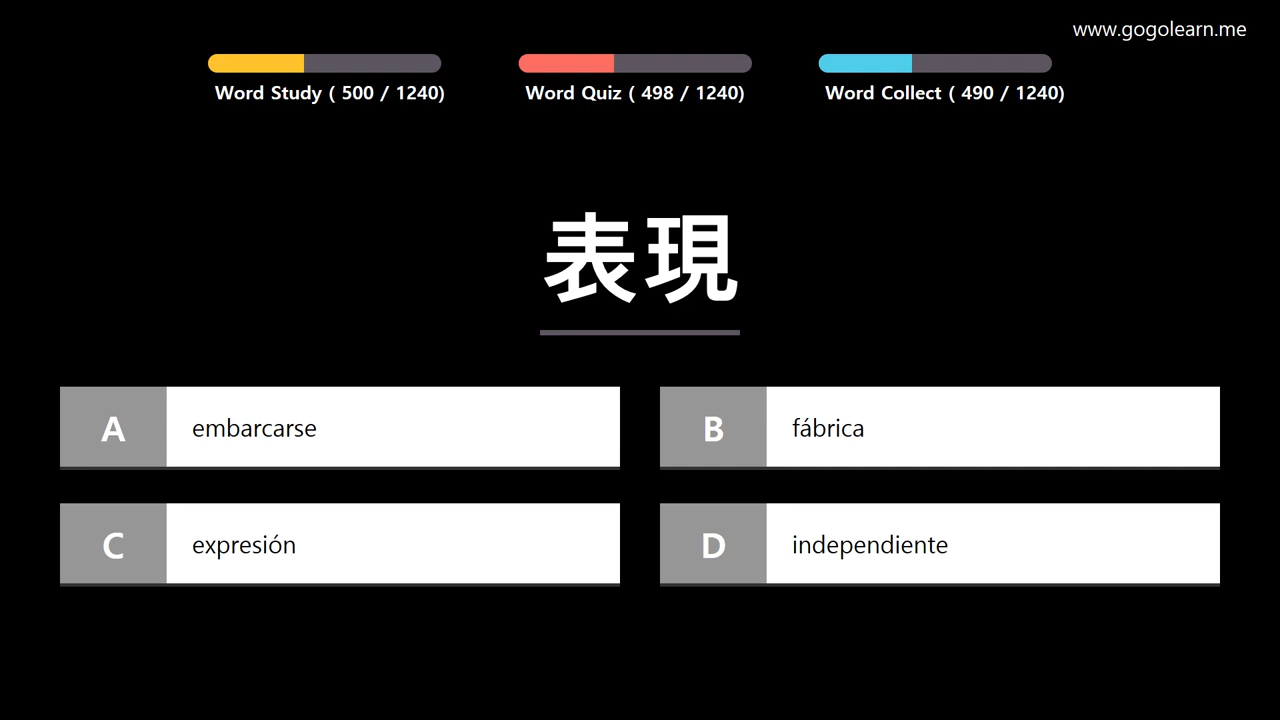 www.gogolearn.me
Word Study ( 500 / 1240)
Word Quiz ( 498 / 1240)
Word Collect ( 490 / 1240)
表現
A
embarcarse
B
fábrica
C
expresión
D
independiente